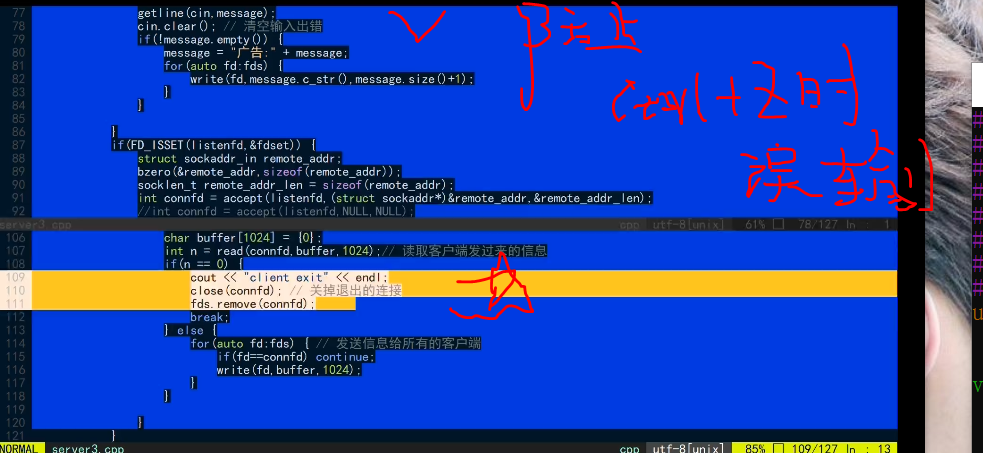 77 getline(cin,message);
78 cin.clear(); // 清空输入出错
79 if(!message.empty()) {
80 message = "广告:" + message;
81 for(auto fd:fds) {
82 write(fd,message.c_str(),message.size()+1);
83 }
84 }
85
86 }
87 if(FD_ISSET(listenfd,&fdset)) {
88 struct sockaddr_in remote_addr;
89 bzero(&remote_addr,sizeof(remote_addr));
90 socklen_t remote_addr_len = sizeof(remote_addr);
91 int connfd = accept(listenfd,(struct sockaddr*)&remote_addr,&remote_addr_len);
92 //int connfd = accept(listenfd,NULL,NULL);
server3.cpp cpp utf-8[unix] 61% 78/127 ln : 1
106 char buffer[1024] = {0};
107 int n = read(connfd,buffer,1024);// 读取客户端发过来的信息
108 if(n == 0) {
109 cout << "client exit" << endl;
110 close(connfd); // 关掉退出的连接
111 fds.remove(connfd);
112 break;
113 } else {
114 for(auto fd:fds) { // 发送信息给所有的客户端
115 if(fd==connfd) continue;
116 write(fd,buffer,1024);
117 }
118 }
119
120 }
121 }
NORMAL server3.cpp cpp utf-8[unix] 85% 109/127 ln : 13
防止
+Z时
误输入